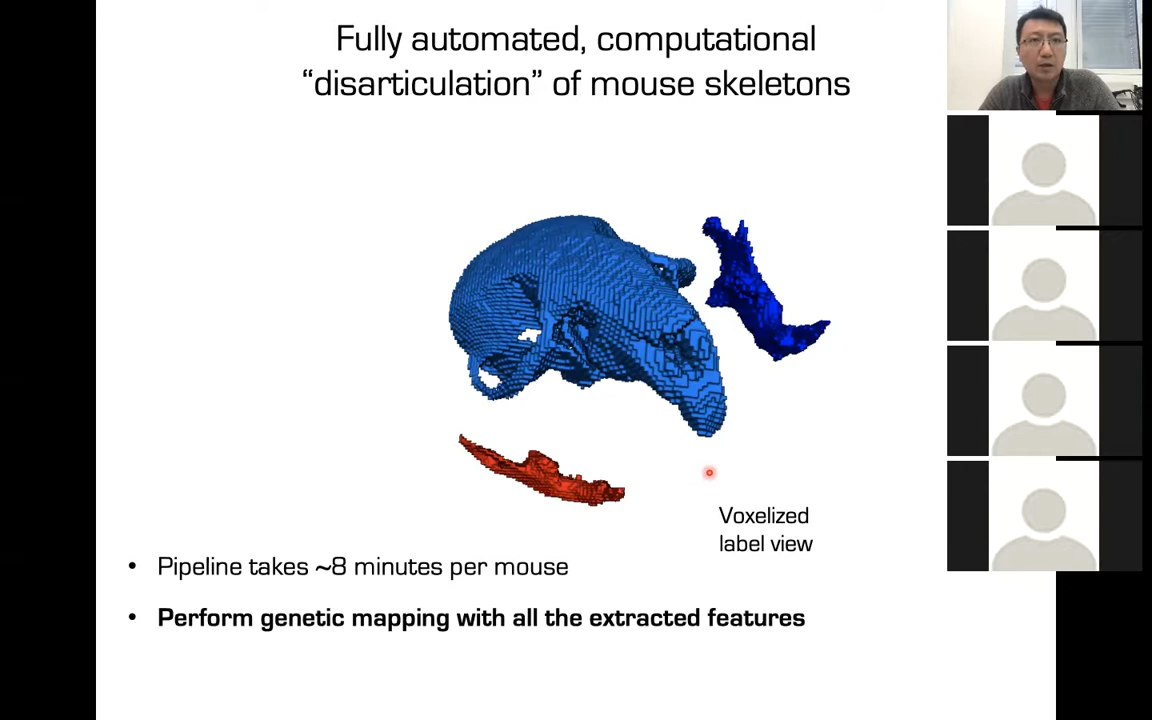 Fully automated, computational
“disarticulation” of mouse skeletons
Voxelized
label view
• Pipeline takes ~8 minutes per mouse
• Perform genetic mapping with all the extracted features